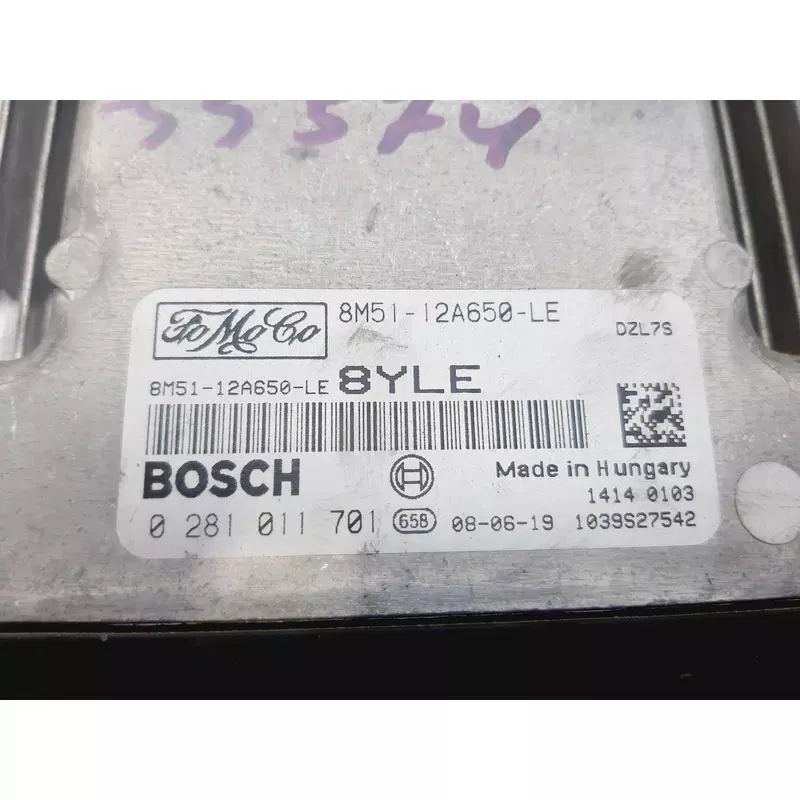 33574
FoMoCo
8M51-12A650-LE
DZL7S
8M51-12A650-LE 8YLE
BOSCH
Made in Hungary
1414 0103
0 281 011 701 658 08-06-19 1039S27542